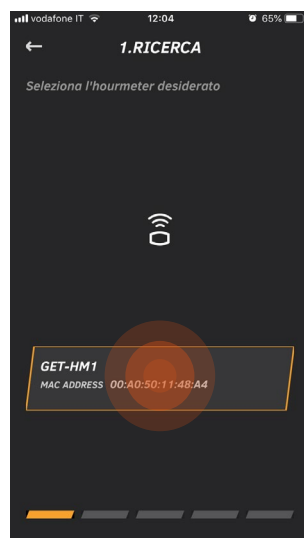 vodafone IT 12:04 65%
1.RICERCA
Seleziona l'hourmeter desiderato
GET-HM1
MAC ADDRESS 00:A0:50:11:48:A4